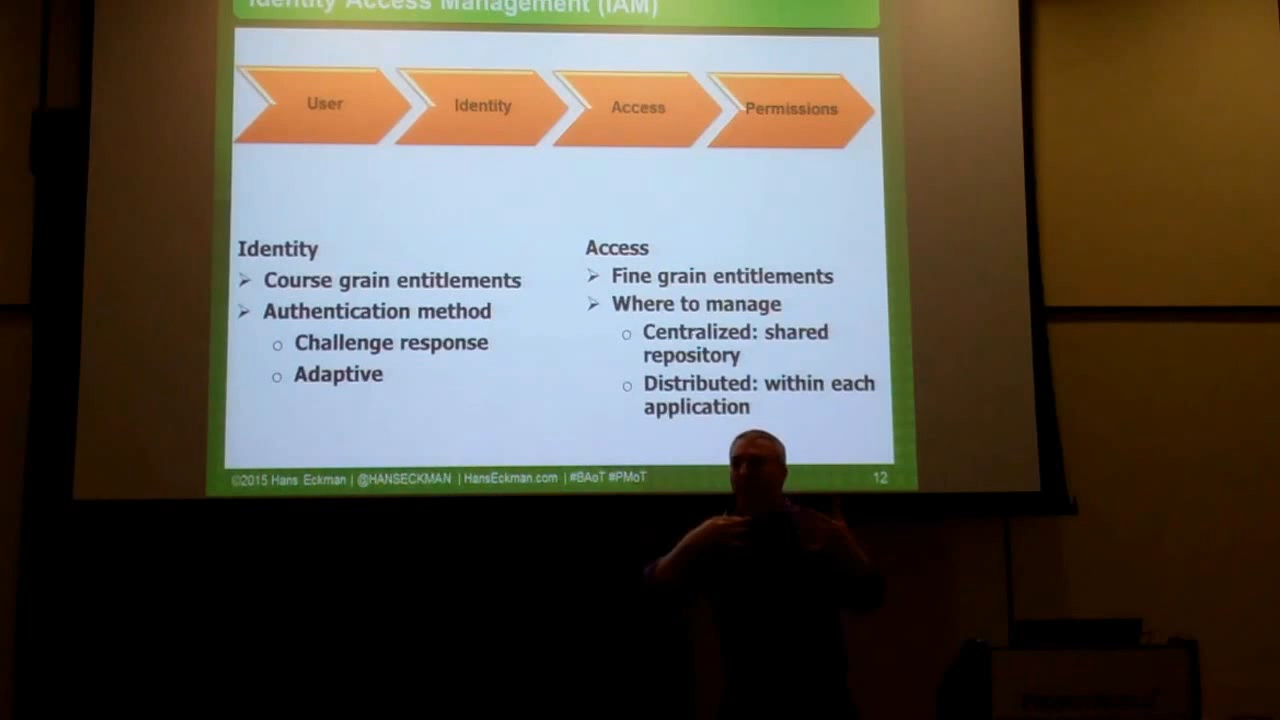 Identity Access Management (IAM)
User
Identity
Access
Permissions
Identity
Course grain entitlements
Authentication method
Challenge response
Adaptive
Access
Fine grain entitlements
Where to manage
Centralized: shared
repository
Distributed: within each
application
©2015 Hans Eckman | @HANSECKMAN | HansEckman.com | #BAoT #PMoT
12